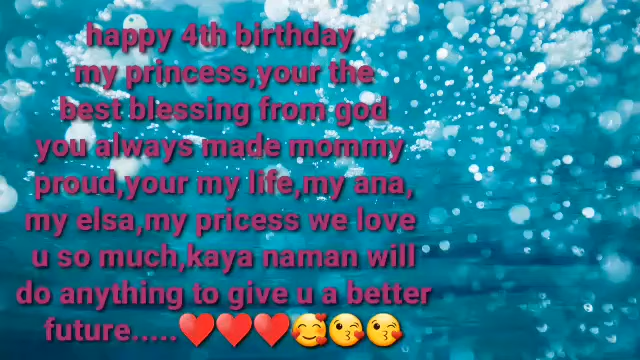 happy 4th birthday
my princess,your the
best blessing from god
you always made mommy
proud,your my life,my ana,
my elsa,my pricess we love
u so much,kaya naman will
do anything to give u a better
future.....❤️❤️❤️🥰😘😘